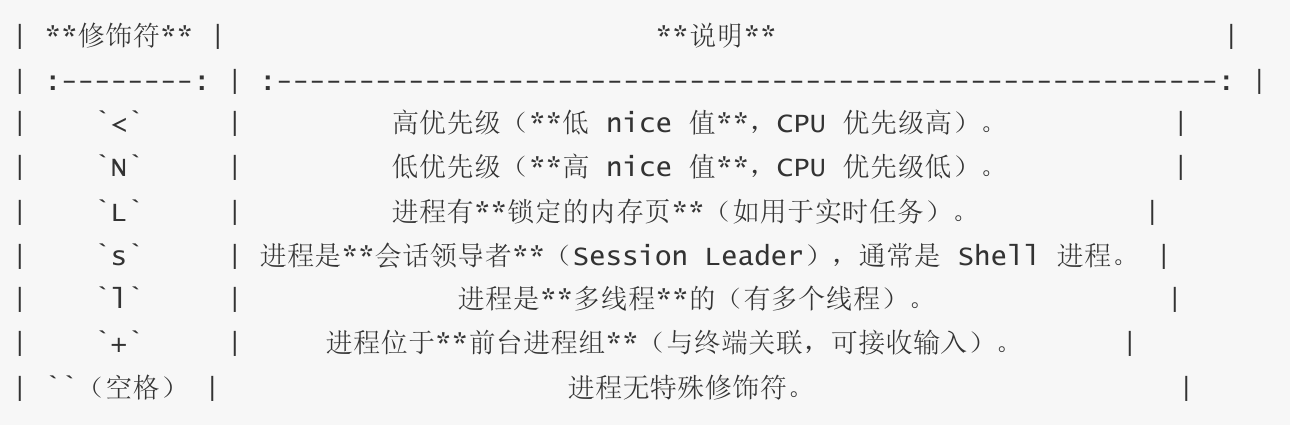 | **修饰符** | **说明** |
| :--------: | :----------------------------------------------------------: |
| `<` | 高优先级（**低 nice 值**，CPU 优先级高）。 |
| `N` | 低优先级（**高 nice 值**，CPU 优先级低）。 |
| `L` | 进程有**锁定的内存页**（如用于实时任务）。 |
| `s` | 进程是**会话领导者**（Session Leader），通常是 Shell 进程。 |
| `l` | 进程是**多线程**的（有多个线程）。 |
| `+` | 进程位于**前台进程组**（与终端关联，可接收输入）。 |
| ``（空格） | 进程无特殊修饰符。 |